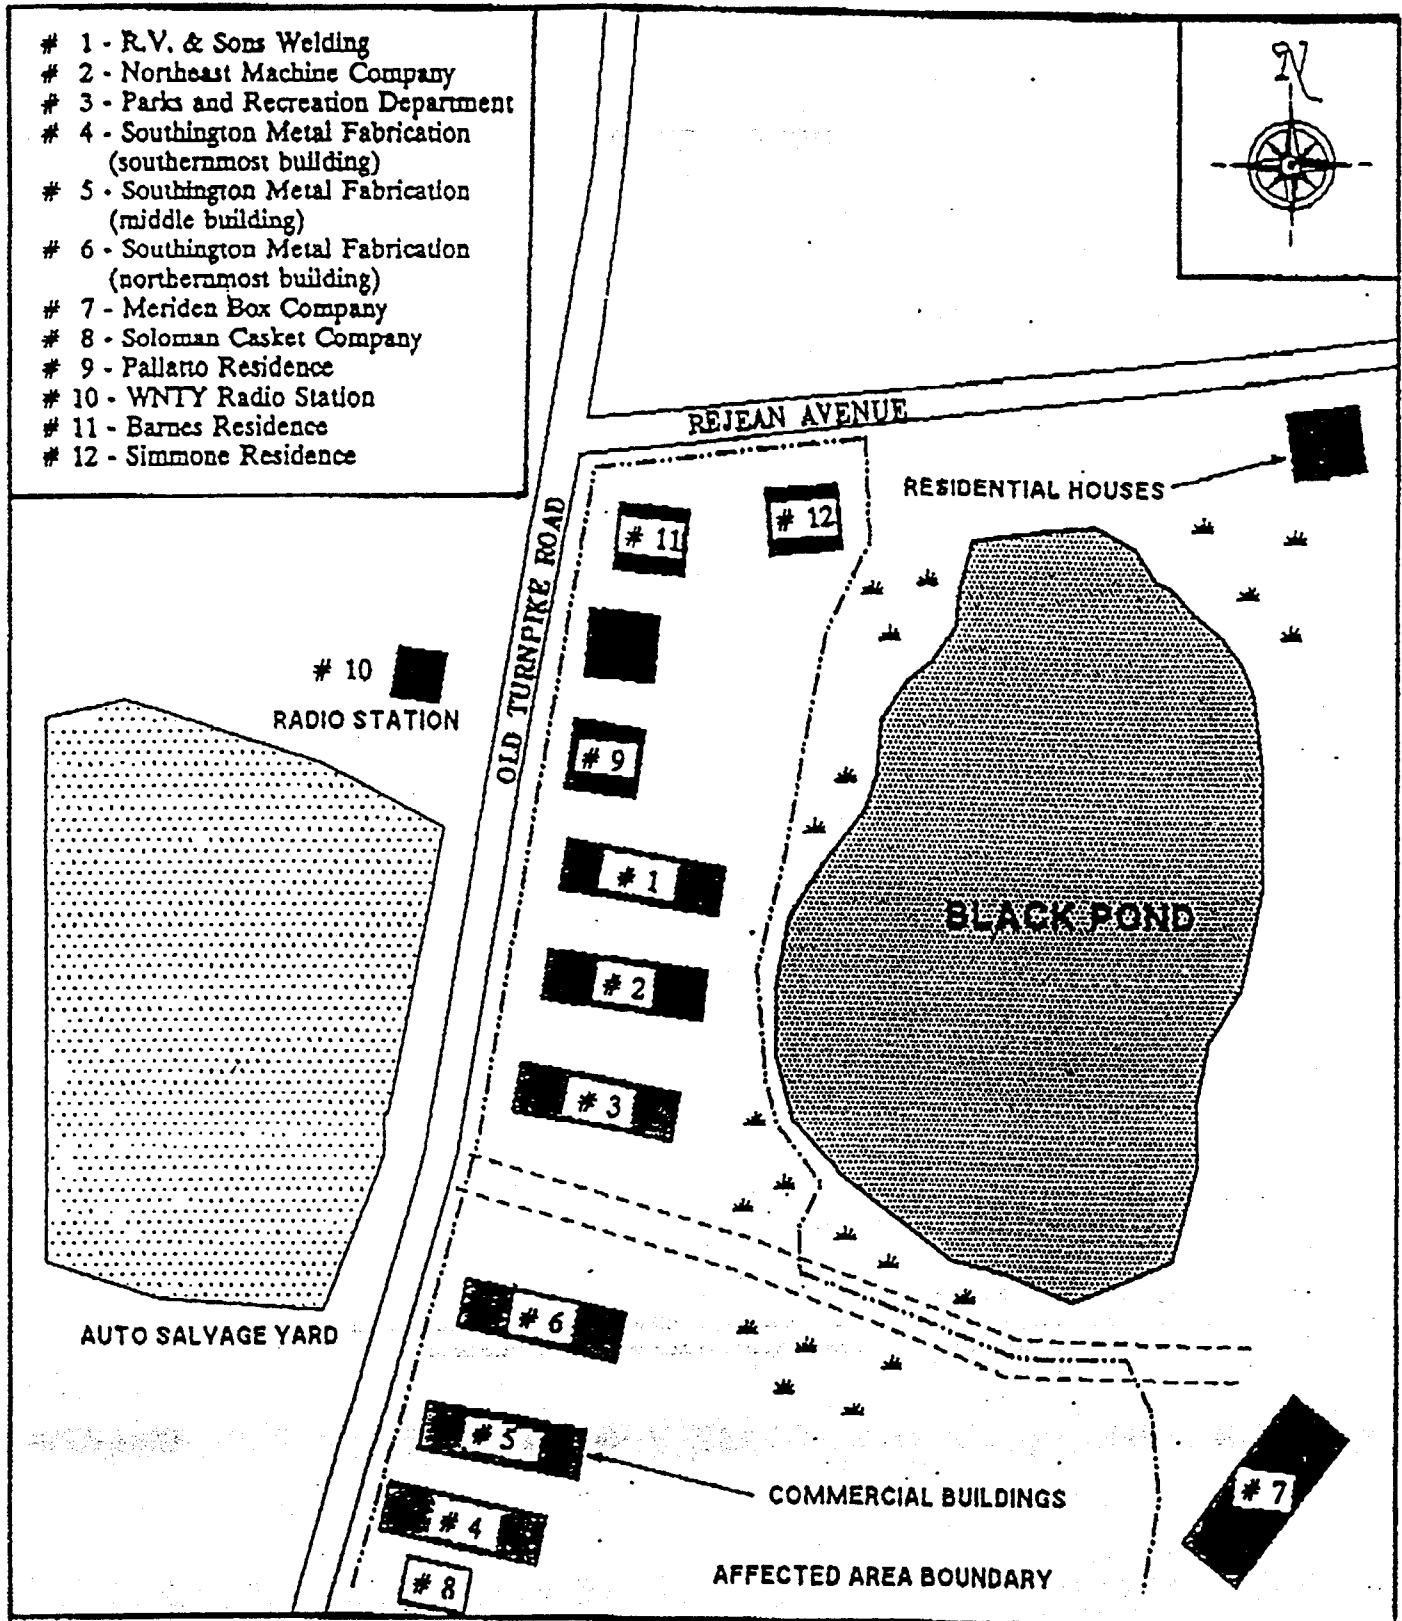 # 1 - R.V. & Sons Welding
# 2 - Northeast Machine Company
# 3 - Parks and Recreation Department
# 4 - Southington Metal Fabrication
(southernmost building)
# 5 - Southington Metal Fabrication
(middle building)
# 6 - Southington Metal Fabrication
(northernmost building)
# 7 - Meriden Box Company
# 8 - Soloman Casket Company
# 9 - Pallatto Residence
# 10 - WNTY Radio Station
# 11 - Barnes Residence
# 12 - Simmone Residence
N
REJEAN AVENUE
RESIDENTIAL HOUSES
# 12
# 11
OLD TURNPIKE ROAD
# 10
RADIO STATION
# 9
# 1
BLACK POND
# 2
# 3
# 6
AUTO SALVAGE YARD
# 5
COMMERCIAL BUILDINGS
# 7
# 4
AFFECTED AREA BOUNDARY
# 8